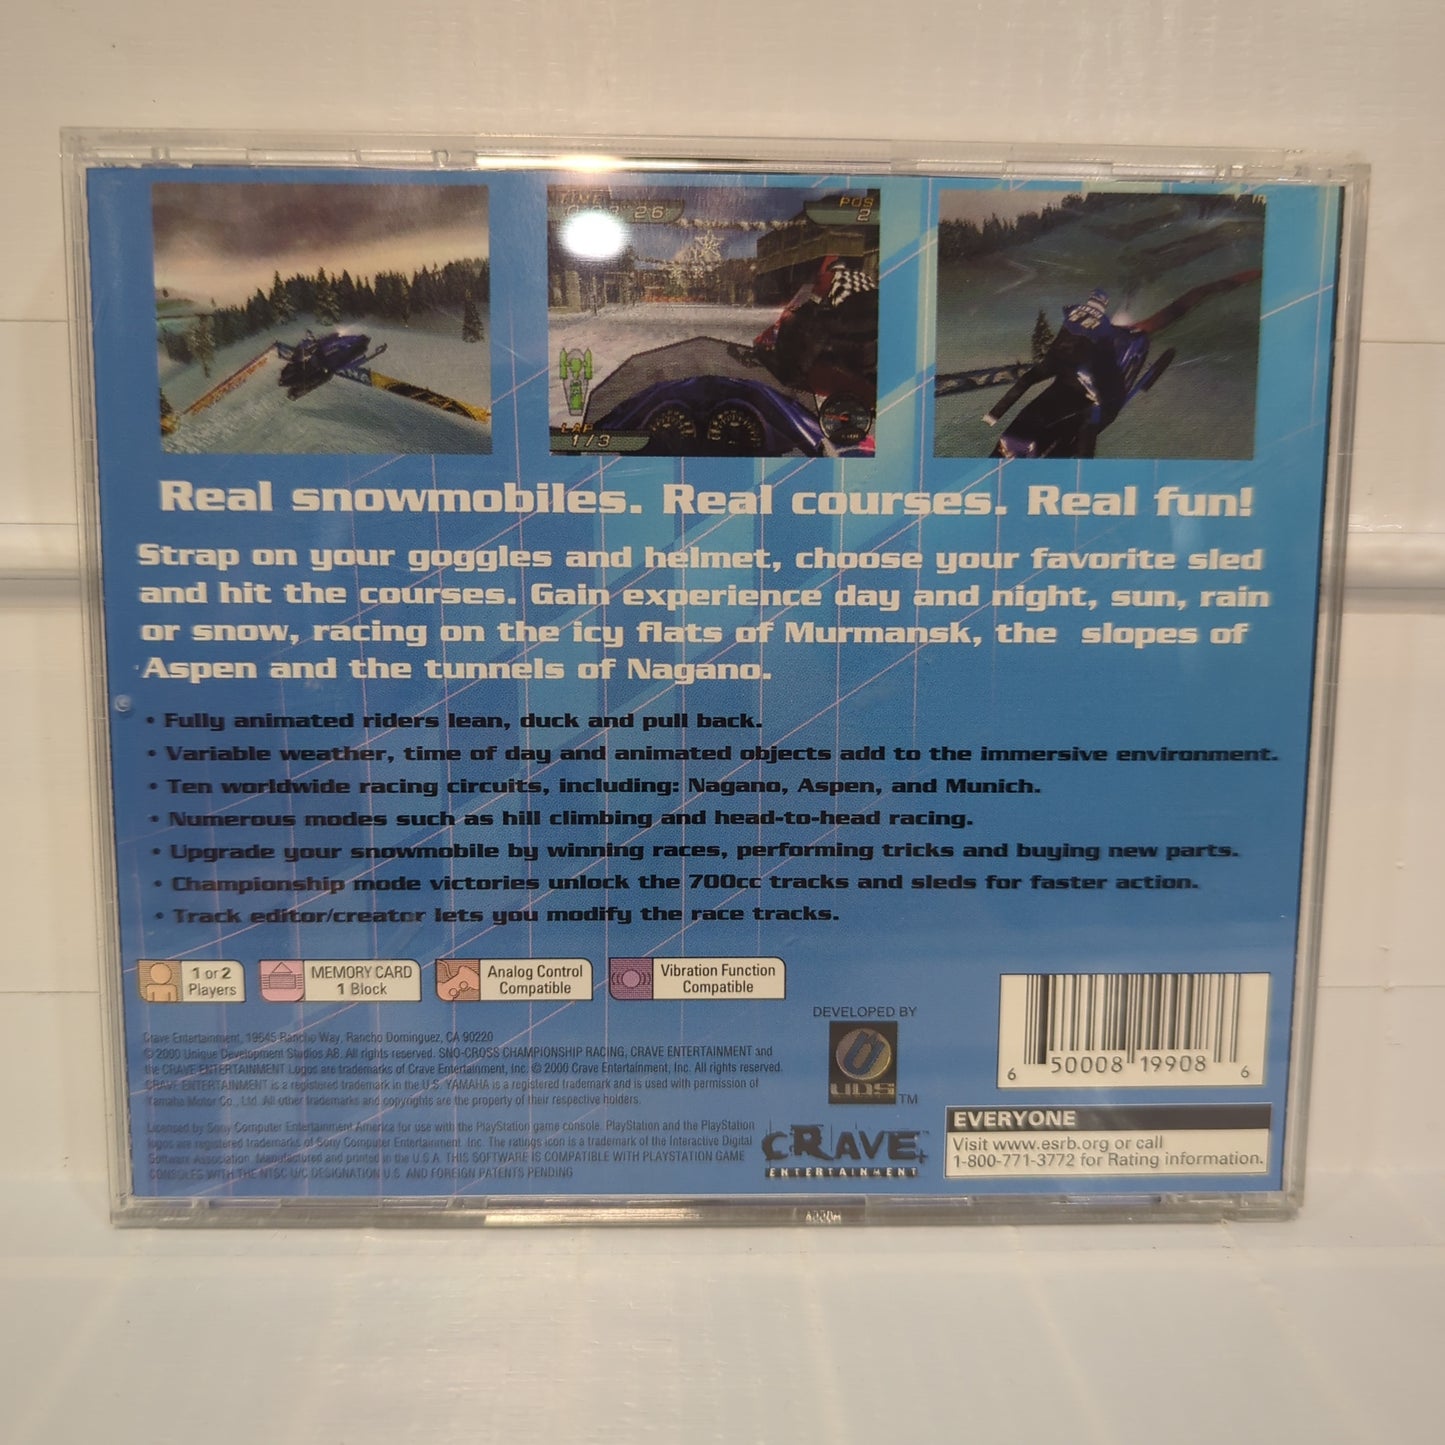 TIME
POS
2
LAP
1/3
Real snowmobiles. Real courses. Real fun!
Strap on your goggles and helmet, choose your favorite sled
and hit the courses. Gain experience day and night, sun, rain
or snow, racing on the icy flats of Murmansk, the slopes of
Aspen and the tunnels of Nagano.
• Fully animated riders lean, duck and pull back.
• Variable weather, time of day and animated objects add to the immersive environment.
• Ten worldwide racing circuits, including: Nagano, Aspen, and Munich.
• Numerous modes such as hill climbing and head-to-head racing.
• Upgrade your snowmobile by winning races, performing tricks and buying new parts.
• Championship mode victories unlock the 700cc tracks and sleds for faster action.
• Track editor/creator lets you modify the race tracks.
1 or 2
Players
MEMORY CARD
1 Block
Analog Control
Compatible
Vibration Function
Compatible
DEVELOPED BY
UDS
TM
6 50008 19908 6
Crave Entertainment, 19645 Rancho Way, Rancho Dominguez, CA 90220
© 2000 Unique Development Studios AB. All rights reserved. SNO-CROSS CHAMPIONSHIP RACING, CRAVE ENTERTAINMENT and
the CRAVE ENTERTAINMENT Logos are trademarks of Crave Entertainment, Inc. © 2000 Crave Entertainment, Inc. All rights reserved.
CRAVE ENTERTAINMENT is a registered trademark in the U.S. YAMAHA is a registered trademark and is used with permission of
Yamaha Motor Co., Ltd. All other trademarks and copyrights are the property of their respective holders.
Licensed by Sony Computer Entertainment America for use with the PlayStation game console. PlayStation and the PlayStation
logos are registered trademarks of Sony Computer Entertainment Inc. The ratings icon is a trademark of the Interactive Digital
Software Association. Manufactured and printed in the U.S.A. THIS SOFTWARE IS COMPATIBLE WITH PLAYSTATION GAME
CONSOLES WITH THE NTSC U/C DESIGNATION U.S. AND FOREIGN PATENTS PENDING
CRAVE
ENTERTAINMENT
EVERYONE
Visit www.esrb.org or call
1-800-771-3772 for Rating information.